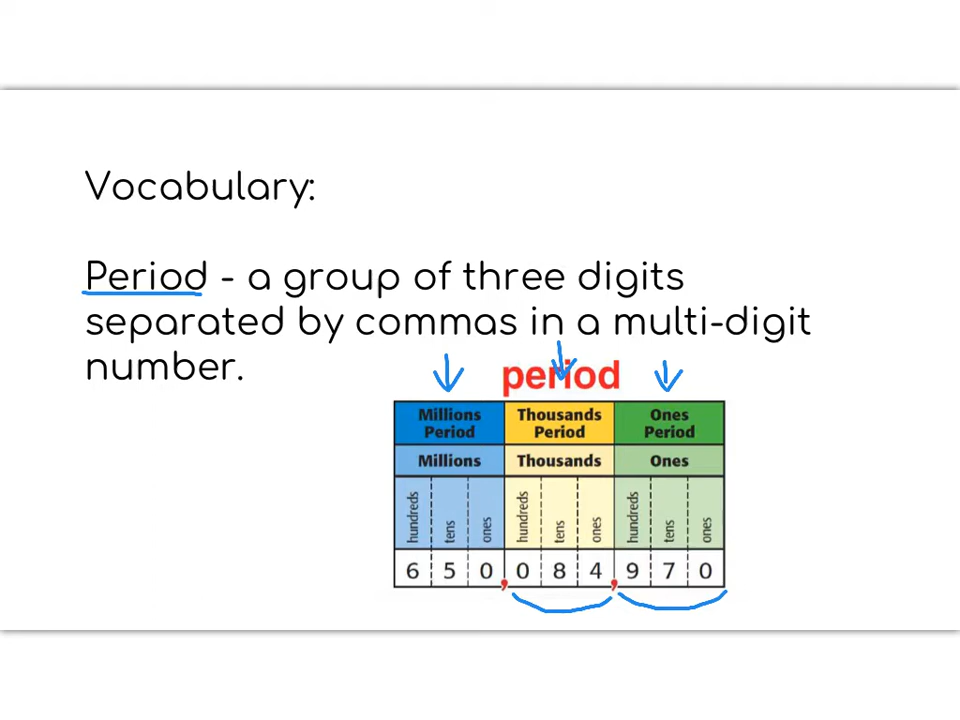 Vocabulary:
Period - a group of three digits
separated by commas in a multi-digit
number.
period
Millions Period Thousands Period Ones Period
Millions Thousands Ones
hundreds tens ones hundreds tens ones hundreds tens ones
6 5 0 , 0 8 4 , 9 7 0